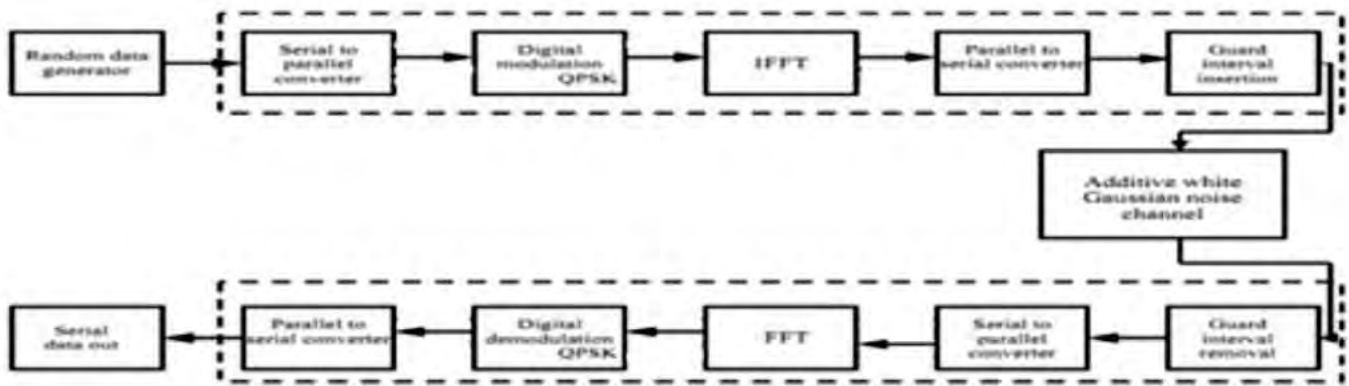 Random data
generator
Serial to
parallel
converter
Digital
modulation
QPSK
IFFT
Parallel to
serial converter
Guard
interval
insertion
Additive white
Gaussian noise
channel
Serial
data out
Parallel to
serial converter
Digital
demodulation
QPSK
FFT
Serial to
parallel
converter
Guard
interval
removal